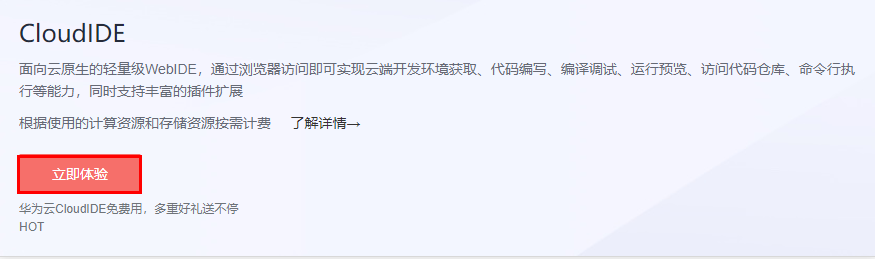 CloudIDE
面向云原生的轻量级WebIDE，通过浏览器访问即可实现云端开发环境获取、代码编写、编译调试、运行预览、访问代码仓库、命令行执
行等能力，同时支持丰富的插件扩展
根据使用的计算资源和存储资源按需计费 了解详情→
立即体验
华为云CloudIDE免费用，多重好礼送不停
HOT